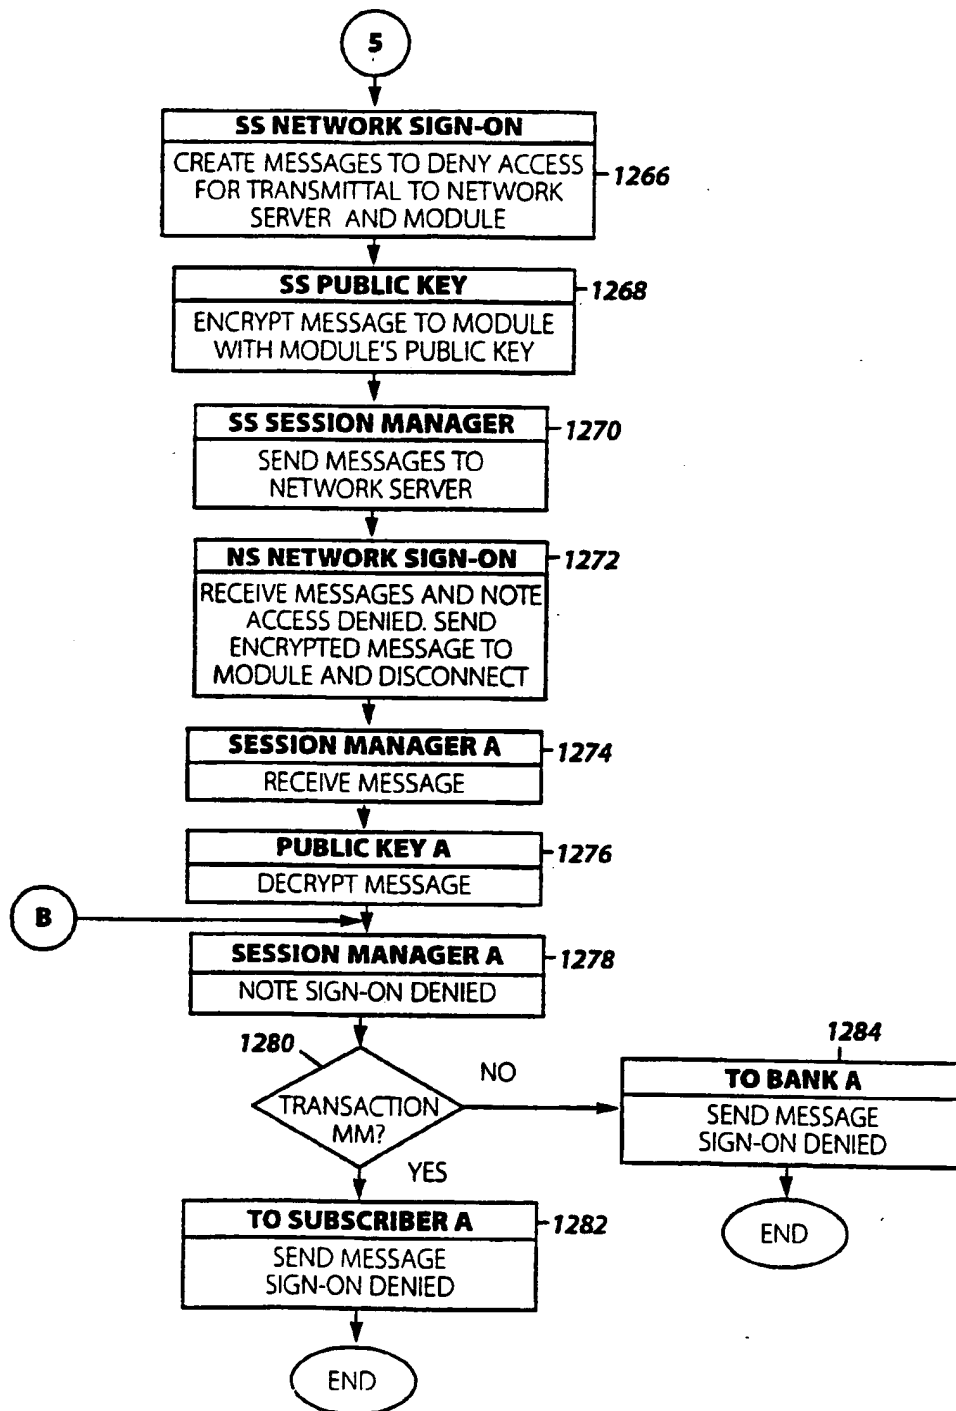 5
SS NETWORK SIGN-ON
CREATE MESSAGES TO DENY ACCESS
FOR TRANSMITTAL TO NETWORK
SERVER AND MODULE
1266
SS PUBLIC KEY
1268
ENCRYPT MESSAGE TO MODULE
WITH MODULE'S PUBLIC KEY
SS SESSION MANAGER
1270
SEND MESSAGES TO
NETWORK SERVER
NS NETWORK SIGN-ON
1272
RECEIVE MESSAGES AND NOTE
ACCESS DENIED. SEND
ENCRYPTED MESSAGE TO
MODULE AND DISCONNECT
SESSION MANAGER A
1274
RECEIVE MESSAGE
PUBLIC KEY A
1276
DECRYPT MESSAGE
B
SESSION MANAGER A
1278
NOTE SIGN-ON DENIED
1280
TRANSACTION
MM?
NO
YES
1284
TO BANK A
SEND MESSAGE
SIGN-ON DENIED
END
TO SUBSCRIBER A
1282
SEND MESSAGE
SIGN-ON DENIED
END